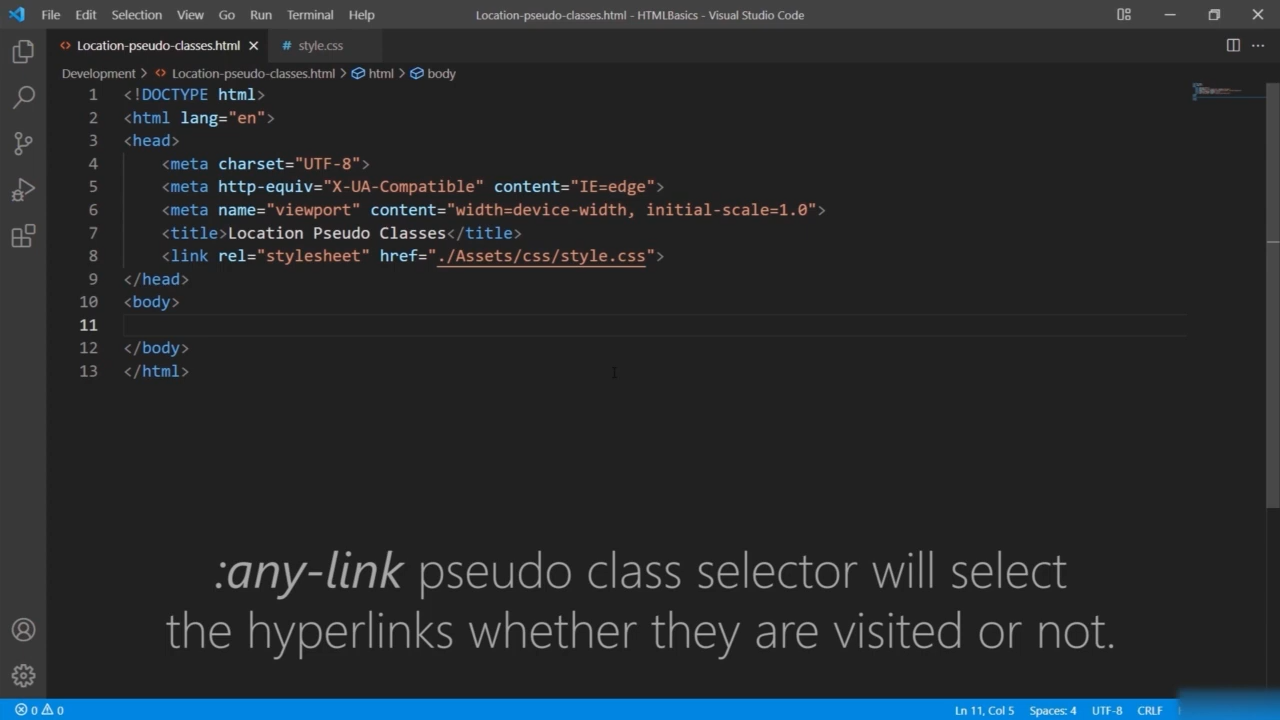 File Edit Selection View Go Run Terminal Help
Location-pseudo-classes.html - HTMLBasics - Visual Studio Code
Location-pseudo-classes.html
# style.css
Development > Location-pseudo-classes.html > html > body
1 <!DOCTYPE html>
2 <html lang="en">
3 <head>
4 <meta charset="UTF-8">
5 <meta http-equiv="X-UA-Compatible" content="IE=edge">
6 <meta name="viewport" content="width=device-width, initial-scale=1.0">
7 <title>Location Pseudo Classes</title>
8 <link rel="stylesheet" href="./Assets/css/style.css">
9 </head>
10 <body>
11
12 </body>
13 </html>
:any-link pseudo class selector will select
the hyperlinks whether they are visited or not.
0 0
Ln 11, Col 5 Spaces: 4 UTF-8 CRLF